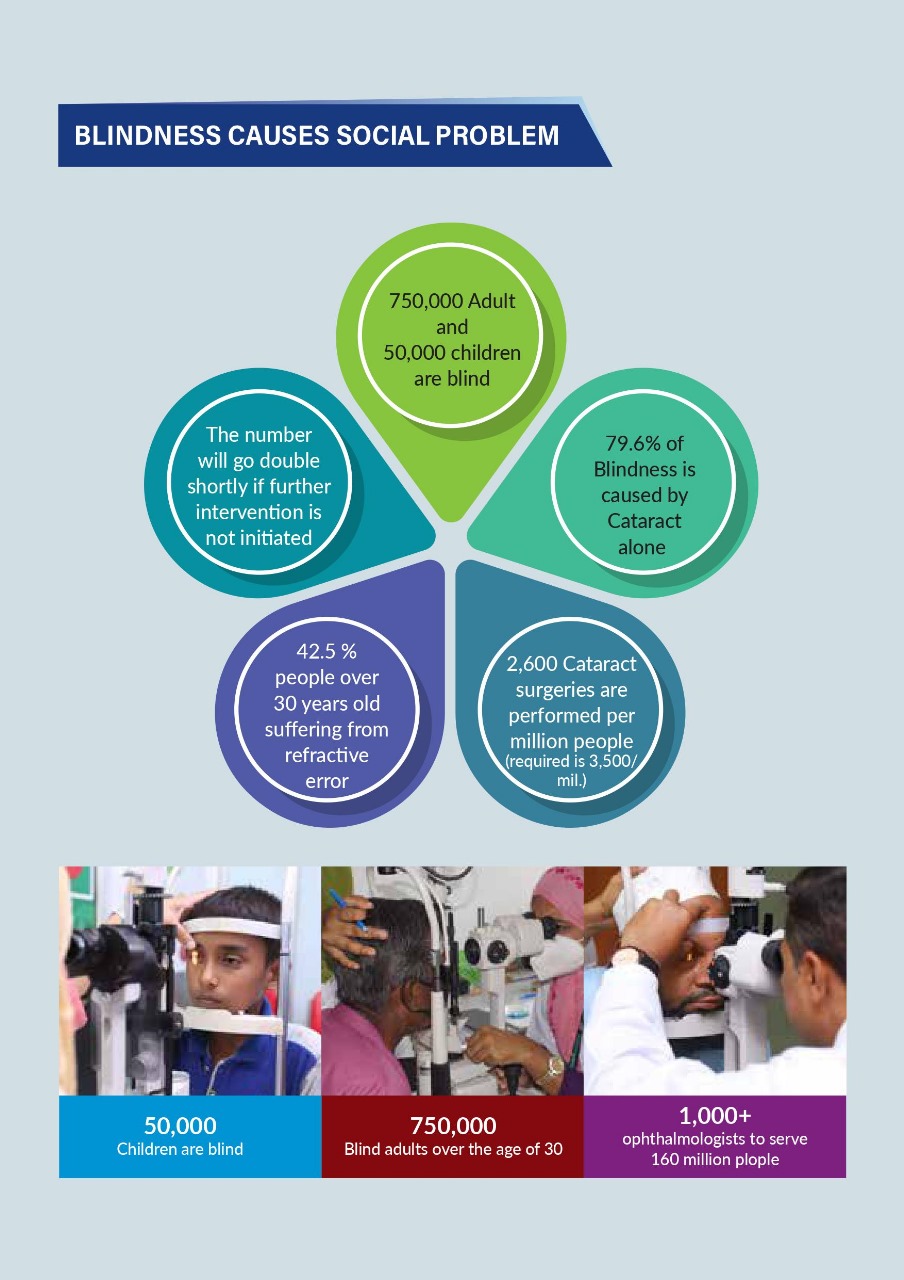 BLINDNESS CAUSES SOCIAL PROBLEM
750,000 Adult
and
50,000 children
are blind
The number
will go double
shortly if further
intervention is
not initiated
79.6% of
Blindness is
caused by
Cataract
alone
42.5 %
people over
30 years old
suffering from
refractive
error
2,600 Cataract
surgeries are
performed per
million people
(required is 3,500/
mil.)
50,000
Children are blind
750,000
Blind adults over the age of 30
1,000+
ophthalmologists to serve
160 million plople